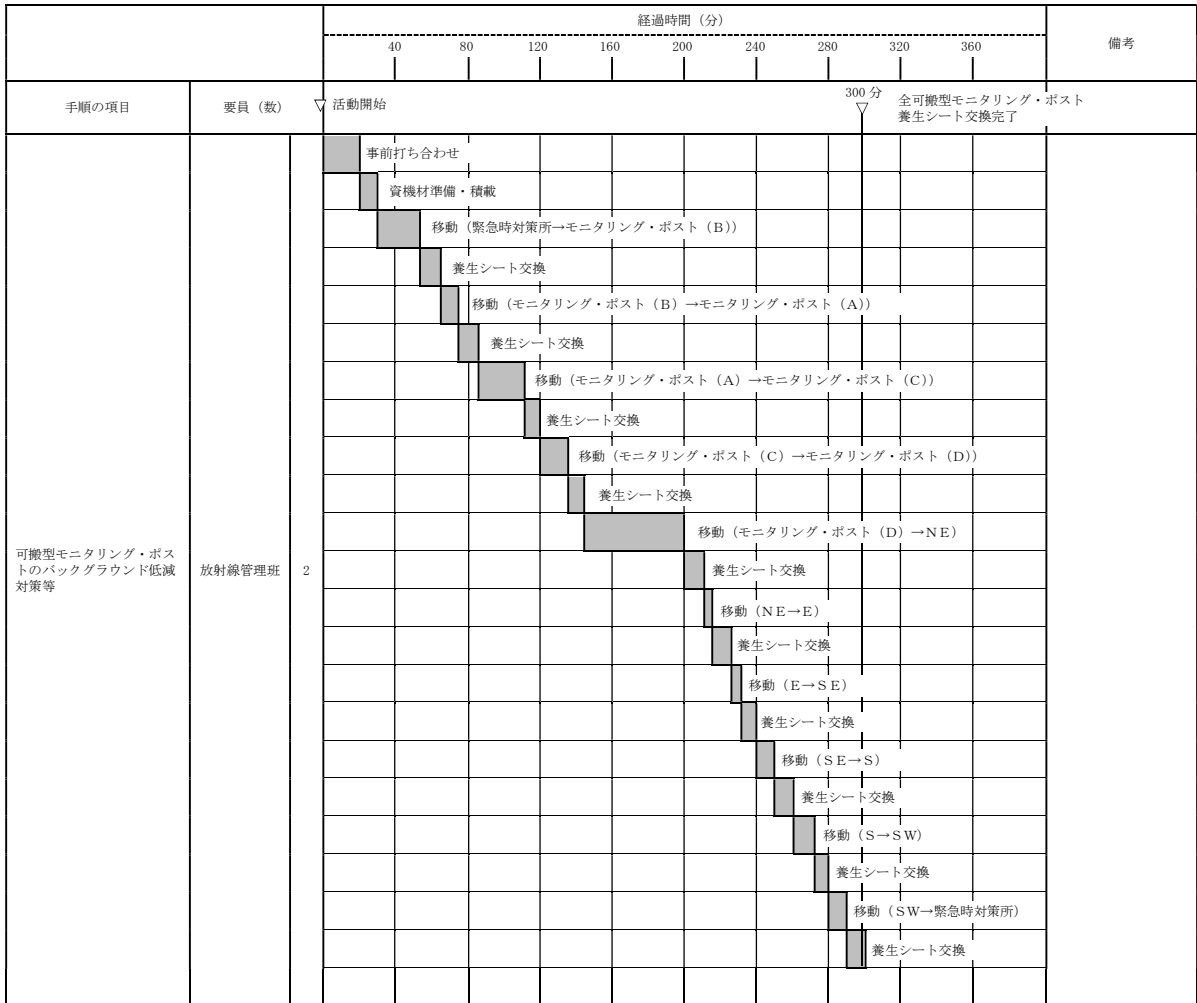 経過時間（分）
備考
40 80 120 160 200 240 280 320 360
手順の項目
要員（数）
活動開始
300 分
全可搬型モニタリング・ポスト
養生シート交換完了
事前打ち合わせ
資機材準備・積載
移動（緊急時対策所→モニタリング・ポスト（Ｂ））
養生シート交換
移動（モニタリング・ポスト（Ｂ）→モニタリング・ポスト（Ａ））
養生シート交換
移動（モニタリング・ポスト（Ａ）→モニタリング・ポスト（Ｃ））
養生シート交換
移動（モニタリング・ポスト（Ｃ）→モニタリング・ポスト（Ｄ））
養生シート交換
移動（モニタリング・ポスト（Ｄ）→ＮＥ）
可搬型モニタリング・ポス
トのバックグラウンド低減
対策等
放射線管理班
2
養生シート交換
移動（ＮＥ→Ｅ）
養生シート交換
移動（Ｅ→ＳＥ）
養生シート交換
移動（ＳＥ→Ｓ）
養生シート交換
移動（Ｓ→ＳＷ）
養生シート交換
移動（ＳＷ→緊急時対策所）
養生シート交換